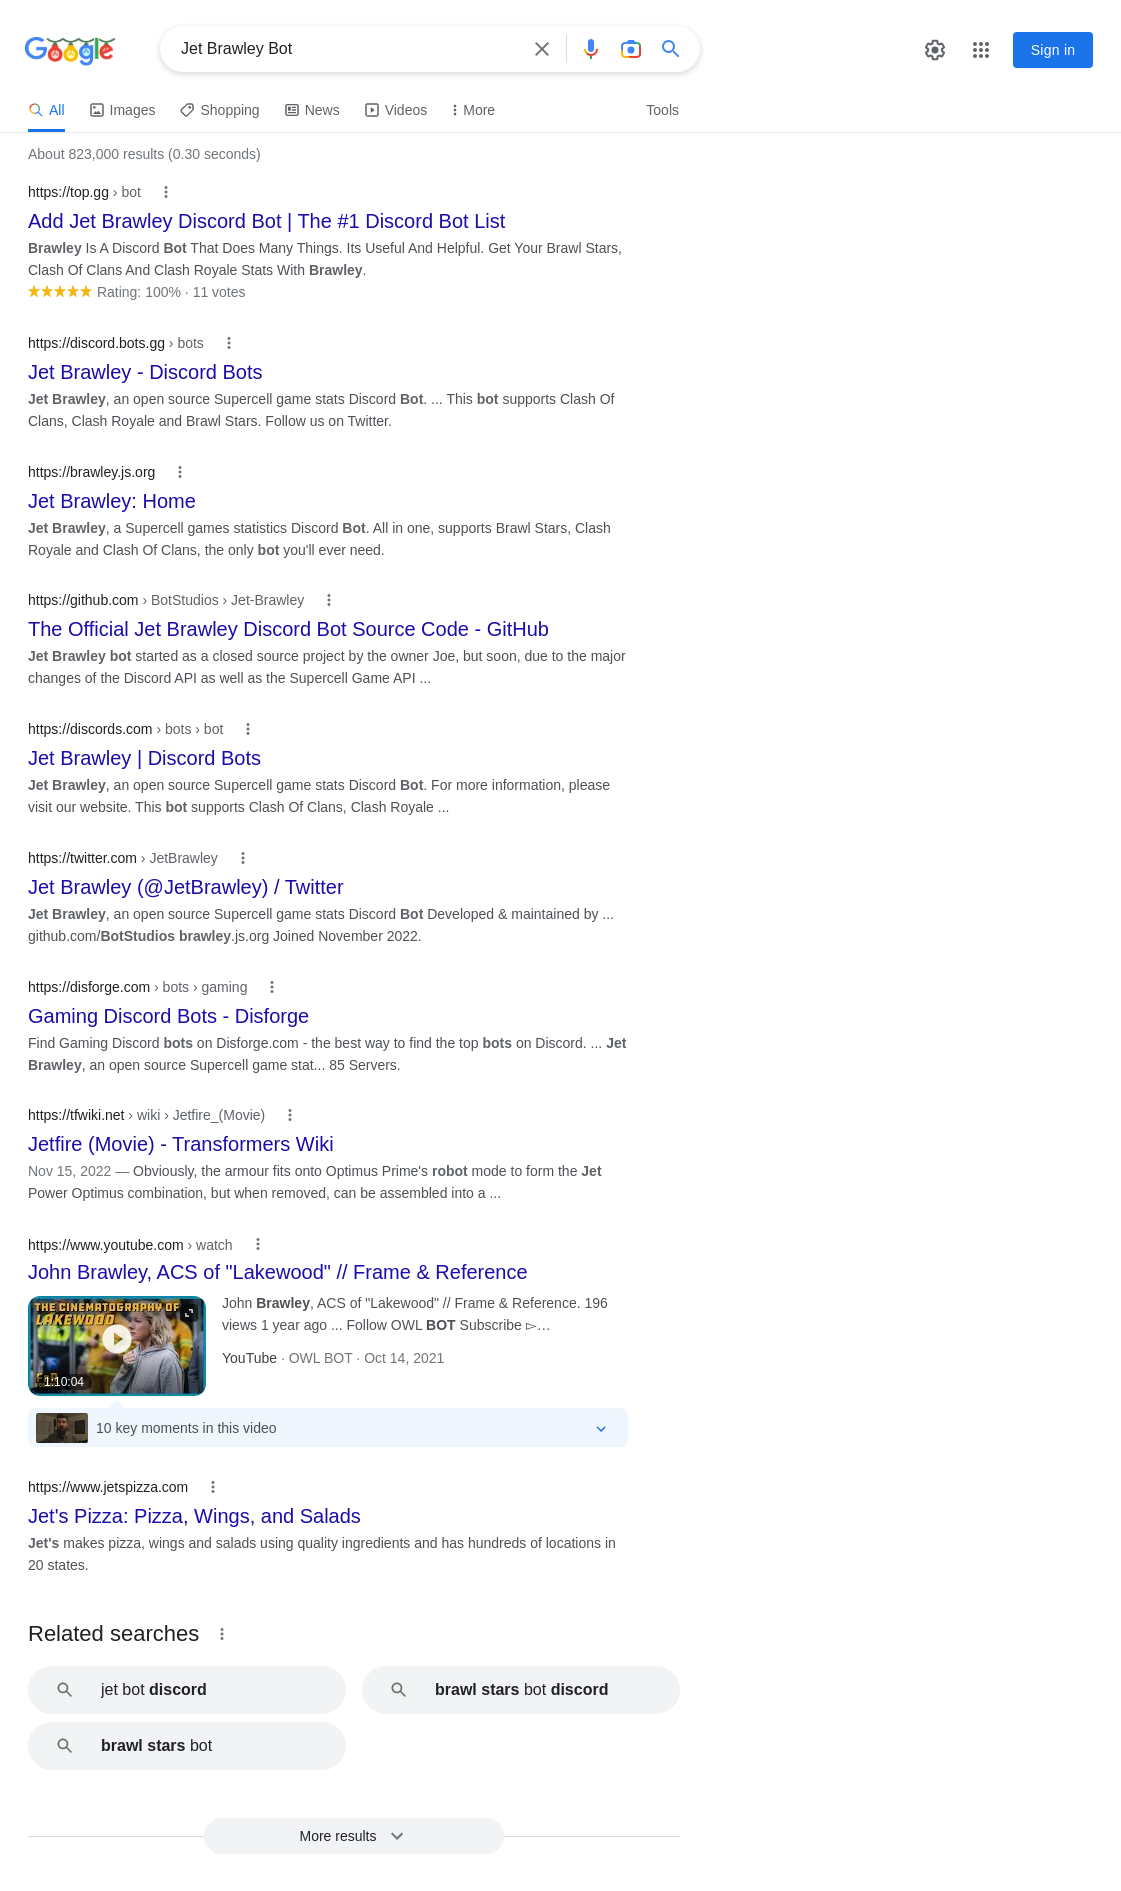 Google
Jet Brawley Bot
Sign in
All Images Shopping News Videos More Tools
About 823,000 results (0.30 seconds)
https://top.gg › bot
Add Jet Brawley Discord Bot | The #1 Discord Bot List
Brawley Is A Discord Bot That Does Many Things. Its Useful And Helpful. Get Your Brawl Stars,
Clash Of Clans And Clash Royale Stats With Brawley.
Rating: 100% · 11 votes
https://discord.bots.gg › bots
Jet Brawley - Discord Bots
Jet Brawley, an open source Supercell game stats Discord Bot. ... This bot supports Clash Of
Clans, Clash Royale and Brawl Stars. Follow us on Twitter.
https://brawley.js.org
Jet Brawley: Home
Jet Brawley, a Supercell games statistics Discord Bot. All in one, supports Brawl Stars, Clash
Royale and Clash Of Clans, the only bot you'll ever need.
https://github.com › BotStudios › Jet-Brawley
The Official Jet Brawley Discord Bot Source Code - GitHub
Jet Brawley bot started as a closed source project by the owner Joe, but soon, due to the major
changes of the Discord API as well as the Supercell Game API ...
https://discords.com › bots › bot
Jet Brawley | Discord Bots
Jet Brawley, an open source Supercell game stats Discord Bot. For more information, please
visit our website. This bot supports Clash Of Clans, Clash Royale ...
https://twitter.com › JetBrawley
Jet Brawley (@JetBrawley) / Twitter
Jet Brawley, an open source Supercell game stats Discord Bot Developed & maintained by ...
github.com/BotStudios brawley.js.org Joined November 2022.
https://disforge.com › bots › gaming
Gaming Discord Bots - Disforge
Find Gaming Discord bots on Disforge.com - the best way to find the top bots on Discord. ... Jet
Brawley, an open source Supercell game stat... 85 Servers.
https://tfwiki.net › wiki › Jetfire_(Movie)
Jetfire (Movie) - Transformers Wiki
Nov 15, 2022 — Obviously, the armour fits onto Optimus Prime's robot mode to form the Jet
Power Optimus combination, but when removed, can be assembled into a ...
https://www.youtube.com › watch
John Brawley, ACS of "Lakewood" // Frame & Reference
THE CINEMATOGRAPHY OF
LAKEWOOD
1:10:04
John Brawley, ACS of "Lakewood" // Frame & Reference. 196
views 1 year ago ... Follow OWL BOT Subscribe ▻…
YouTube · OWL BOT · Oct 14, 2021
10 key moments in this video
https://www.jetspizza.com
Jet's Pizza: Pizza, Wings, and Salads
Jet's makes pizza, wings and salads using quality ingredients and has hundreds of locations in
20 states.
Related searches
jet bot discord
brawl stars bot discord
brawl stars bot
More results